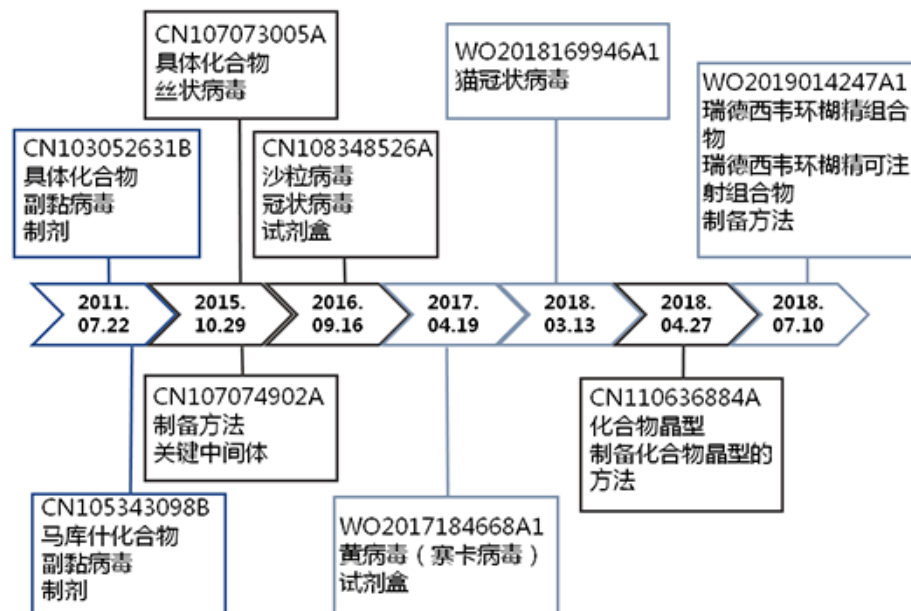 CN107073005A
具体化合物
丝状病毒
WO2018169946A1
猫冠状病毒
WO2019014247A1
瑞德西韦环糊精组合
物
瑞德西韦环糊精可注
射组合物
制备方法
CN103052631B
具体化合物
副黏病毒
制剂
CN108348526A
沙粒病毒
冠状病毒
试剂盒
2011.
07.22
2015.
10.29
2016.
09.16
2017.
04.19
2018.
03.13
2018.
04.27
2018.
07.10
CN107074902A
制备方法
关键中间体
CN110636884A
化合物晶型
制备化合物晶型的
方法
CN105343098B
马库什化合物
副黏病毒
制剂
WO2017184668A1
黄病毒（寨卡病毒）
试剂盒